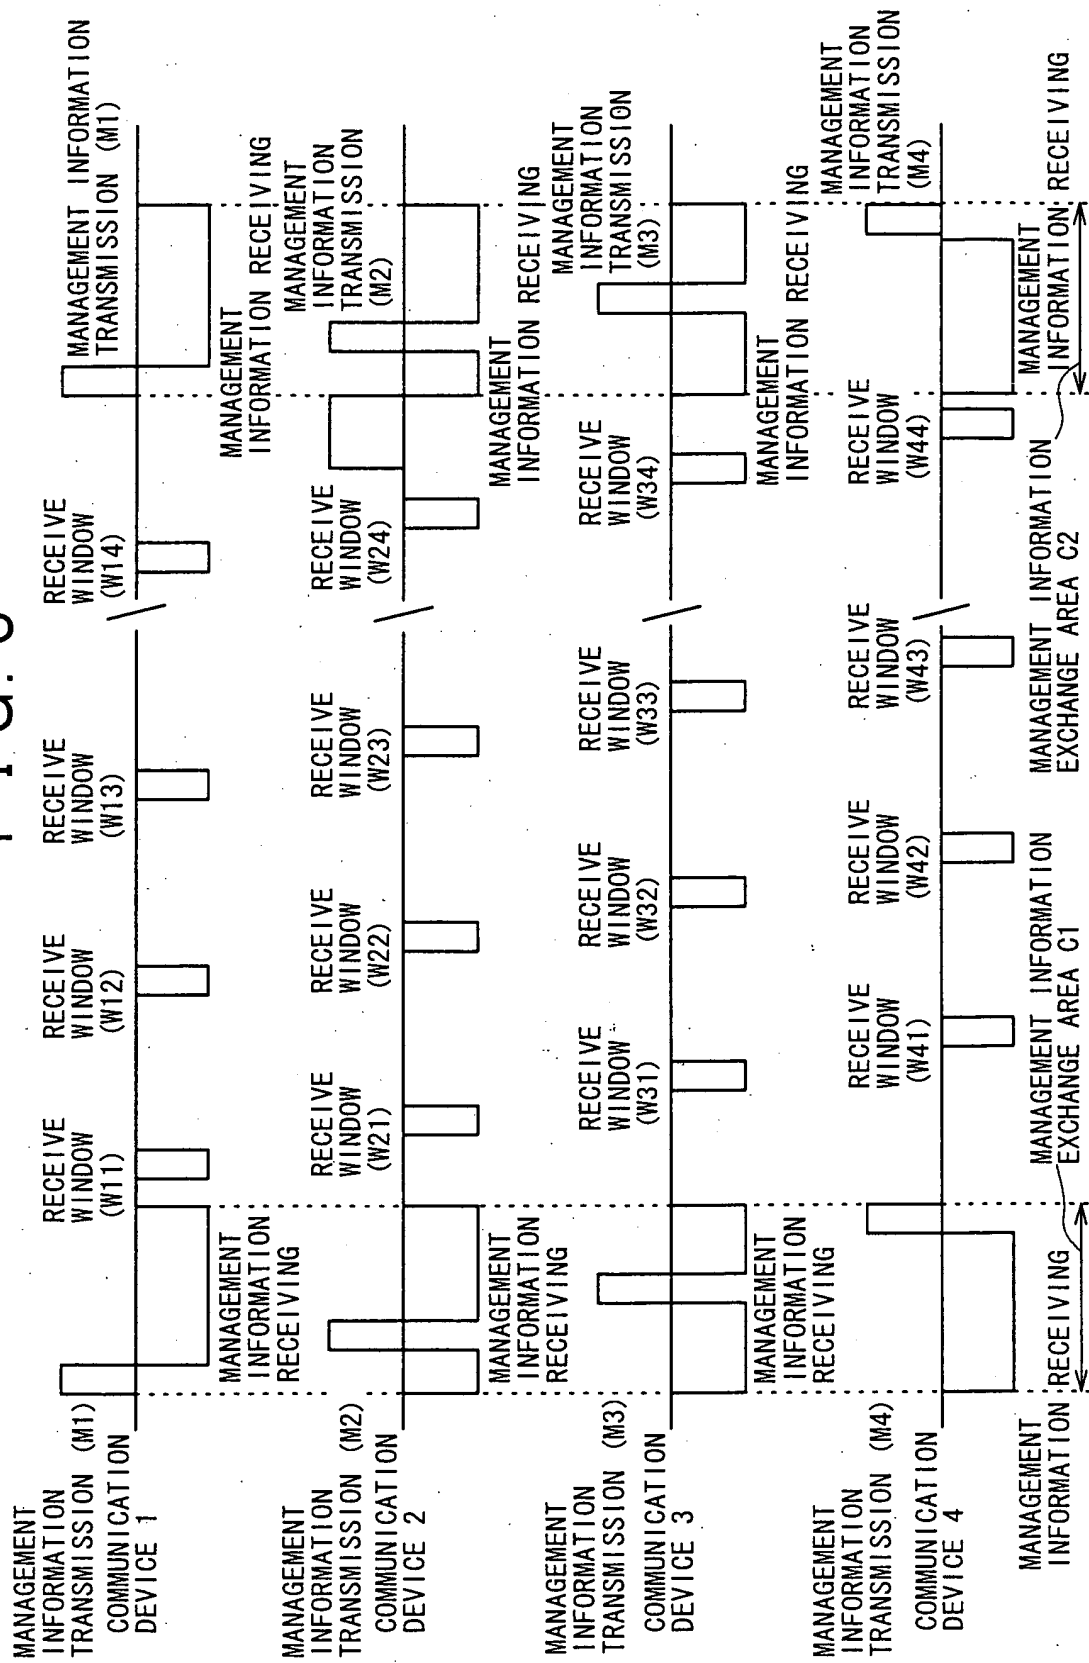 FIG.
MANAGEMENT
INFORMATION
TRANSMISSION (M1)
COMMUNICATION
DEVICE 1
RECEIVE
WINDOW
(W11)
RECEIVE
WINDOW
(W12)
RECEIVE
WINDOW
(W13)
RECEIVE
WINDOW
(W14)
MANAGEMENT INFORMATION
TRANSMISSION (M1)
MANAGEMENT
INFORMATION
RECEIVING
MANAGEMENT
INFORMATION RECEIVING
MANAGEMENT
INFORMATION
TRANSMISSION (M2)
COMMUNICATION
DEVICE 2
RECEIVE
WINDOW
(W21)
RECEIVE
WINDOW
(W22)
RECEIVE
WINDOW
(W23)
RECEIVE
WINDOW
(W24)
MANAGEMENT
INFORMATION
TRANSMISSION
(M2)
MANAGEMENT
INFORMATION
RECEIVING
MANAGEMENT
INFORMATION RECEIVING
MANAGEMENT
INFORMATION
TRANSMISSION (M3)
COMMUNICATION
DEVICE 3
RECEIVE
WINDOW
(W31)
RECEIVE
WINDOW
(W32)
RECEIVE
WINDOW
(W33)
RECEIVE
WINDOW
(W34)
MANAGEMENT
INFORMATION
TRANSMISSION
(M3)
MANAGEMENT
INFORMATION
RECEIVING
MANAGEMENT
INFORMATION RECEIVING
MANAGEMENT
INFORMATION
TRANSMISSION (M4)
COMMUNICATION
DEVICE 4
RECEIVE
WINDOW
(W41)
RECEIVE
WINDOW
(W42)
RECEIVE
WINDOW
(W43)
RECEIVE
WINDOW
(W44)
MANAGEMENT
INFORMATION
TRANSMISSION
(M4)
MANAGEMENT
INFORMATION RECEIVING
MANAGEMENT INFORMATION
EXCHANGE AREA C1
MANAGEMENT INFORMATION
EXCHANGE AREA C2
MANAGEMENT
INFORMATION RECEIVING